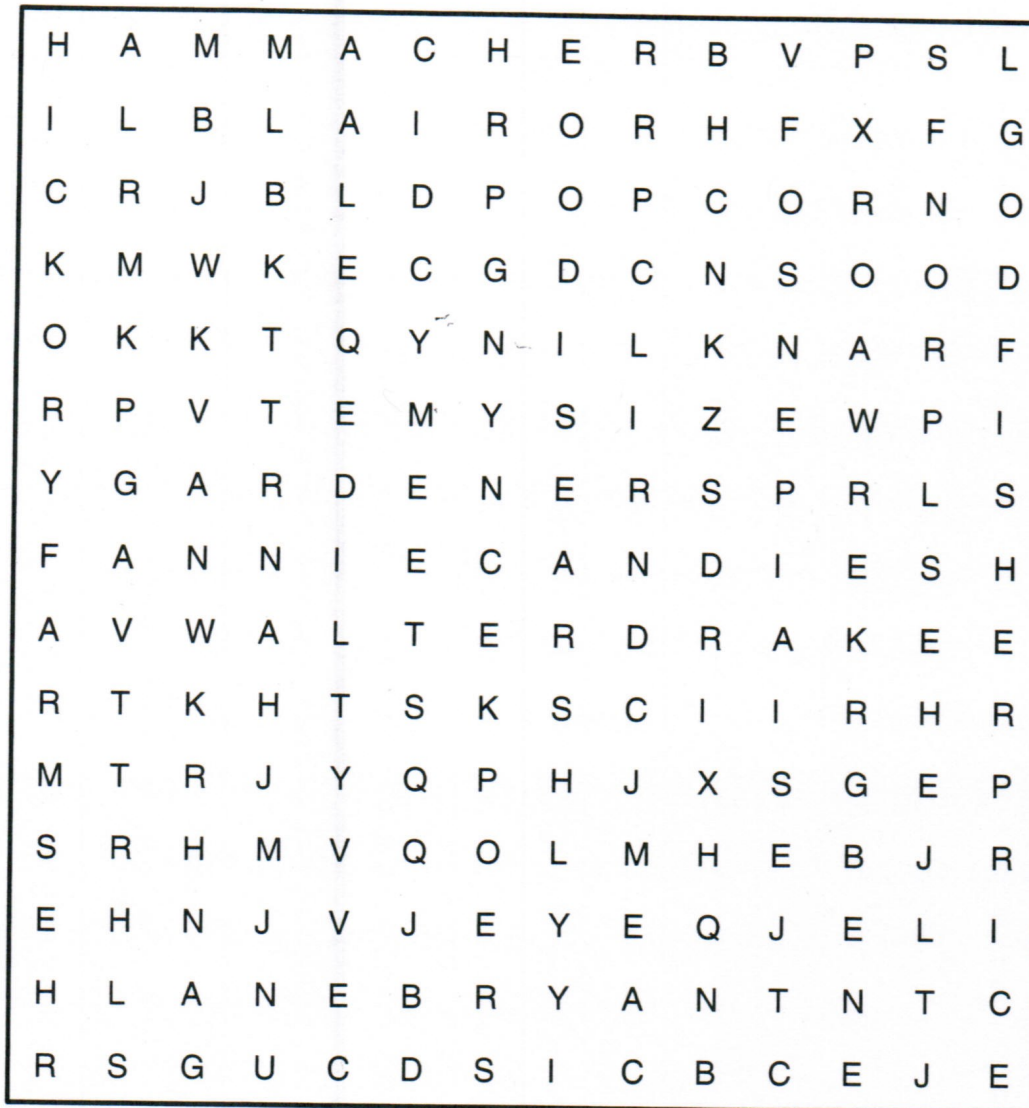 H A M M A C H E R B V P S L
I L B L A I R O R H F X F G
C R J B L D P O P C O R N O
K M W K E C G D C N S O O D
O K K T Q Y N I L K N A R F
R P V T E M Y S I Z E W P I
Y G A R D E N E R S P R L S
F A N N I E C A N D I E S H
A V W A L T E R D R A K E E
R T K H T S K S C I I R H R
M T R J Y Q P H J X S G E P
S R H M V Q O L M H E B J R
E H N J V J E Y E Q J E L I
H L A N E B R Y A N T N T C
R S G U C D S I C B C E J E